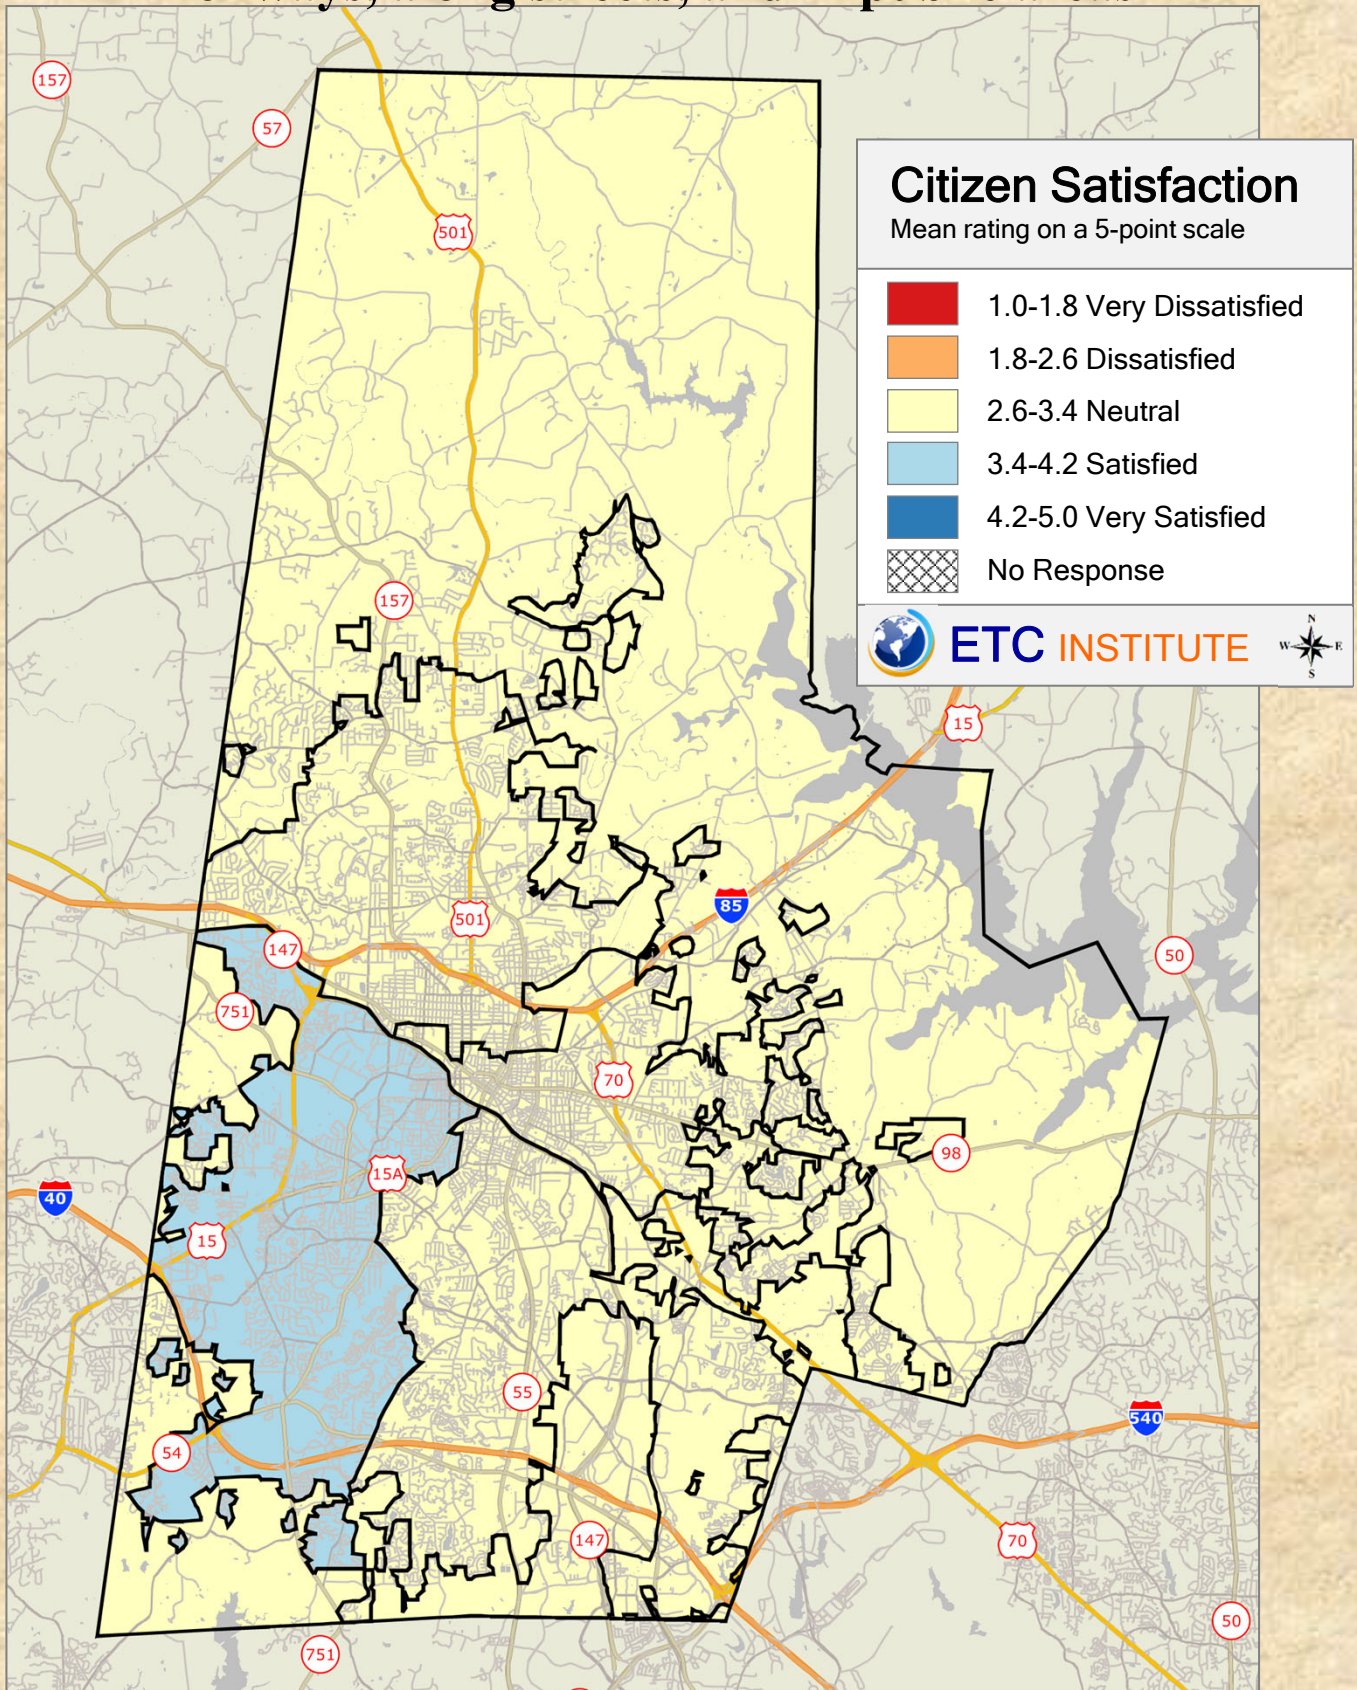 157
57
501
Citizen Satisfaction
Mean rating on a 5-point scale
1.0-1.8 Very Dissatisfied
1.8-2.6 Dissatisfied
2.6-3.4 Neutral
3.4-4.2 Satisfied
4.2-5.0 Very Satisfied
No Response
ETC INSTITUTE
N
W E
S
157
15
85
501
147
50
751
70
98
15A
40
15
55
540
54
147
70
50
751